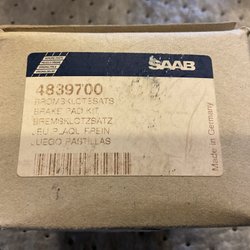 SAAB
4839700
BROMSKLOTSSATS
BRAKE PAD KIT
BREMSKLOTZSATZ
JEU PLAQU FREIN
JUEGO PASTILLAS
Made in Germany